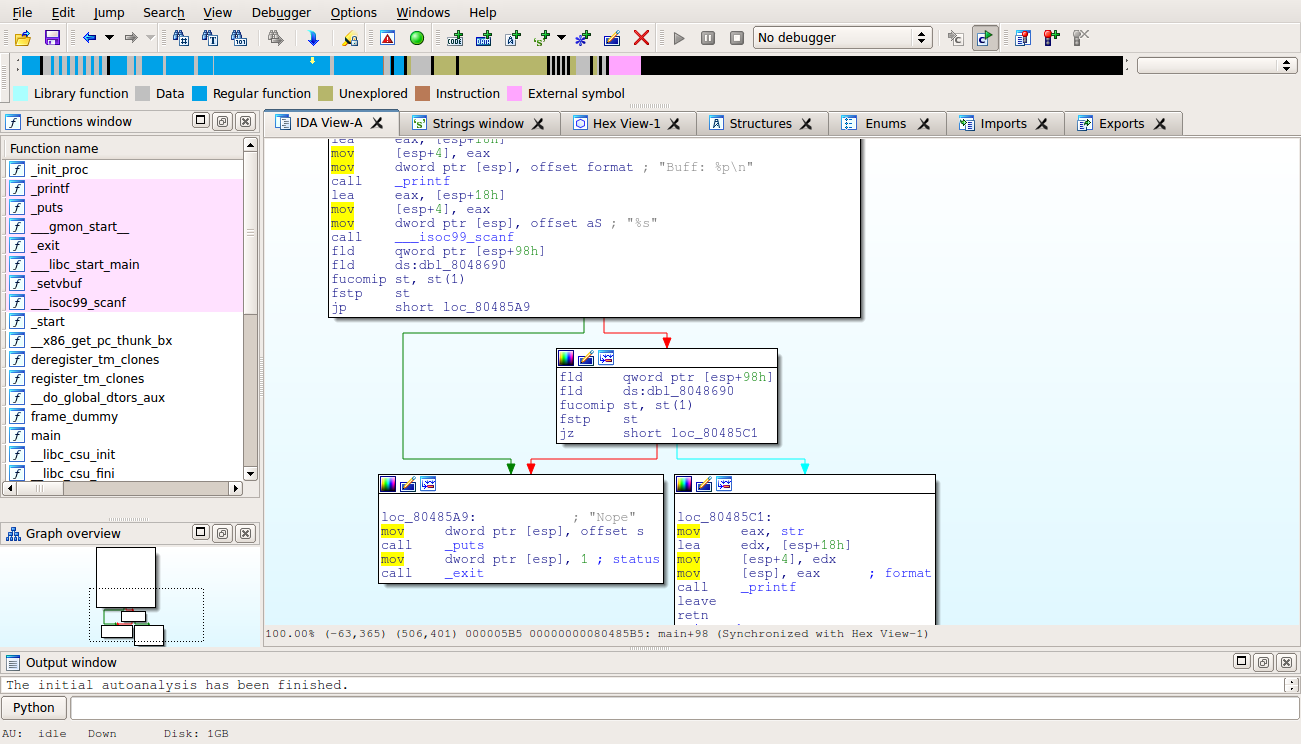 File Edit Jump Search View Debugger Options Windows Help
No debugger
Library function Data Regular function Unexplored Instruction External symbol
Functions window
Function name
_init_proc
_printf
_puts
___gmon_start__
_exit
___libc_start_main
_setvbuf
___isoc99_scanf
_start
__x86_get_pc_thunk_bx
deregister_tm_clones
register_tm_clones
__do_global_dtors_aux
frame_dummy
main
__libc_csu_init
__libc_csu_fini
Graph overview
IDA View-A Strings window Hex View-1 Structures Enums Imports Exports
lea eax, [esp+18h]
mov [esp+4], eax
mov dword ptr [esp], offset format ; "Buff: %p\n"
call _printf
lea eax, [esp+18h]
mov [esp+4], eax
mov dword ptr [esp], offset aS ; "%s"
call ___isoc99_scanf
fld qword ptr [esp+98h]
fld ds:dbl_8048690
fucomip st, st(1)
fstp st
jp short loc_80485A9
fld qword ptr [esp+98h]
fld ds:dbl_8048690
fucomip st, st(1)
fstp st
jz short loc_80485C1
loc_80485A9: ; "Nope"
mov dword ptr [esp], offset s
call _puts
mov dword ptr [esp], 1 ; status
call _exit
loc_80485C1:
mov eax, str
lea edx, [esp+18h]
mov [esp+4], edx
mov [esp], eax ; format
call _printf
leave
retn
100.00% (-63,365) (506,401) 000005B5 00000000080485B5: main+98 (Synchronized with Hex View-1)
Output window
The initial autoanalysis has been finished.
Python
AU: idle Down Disk: 1GB